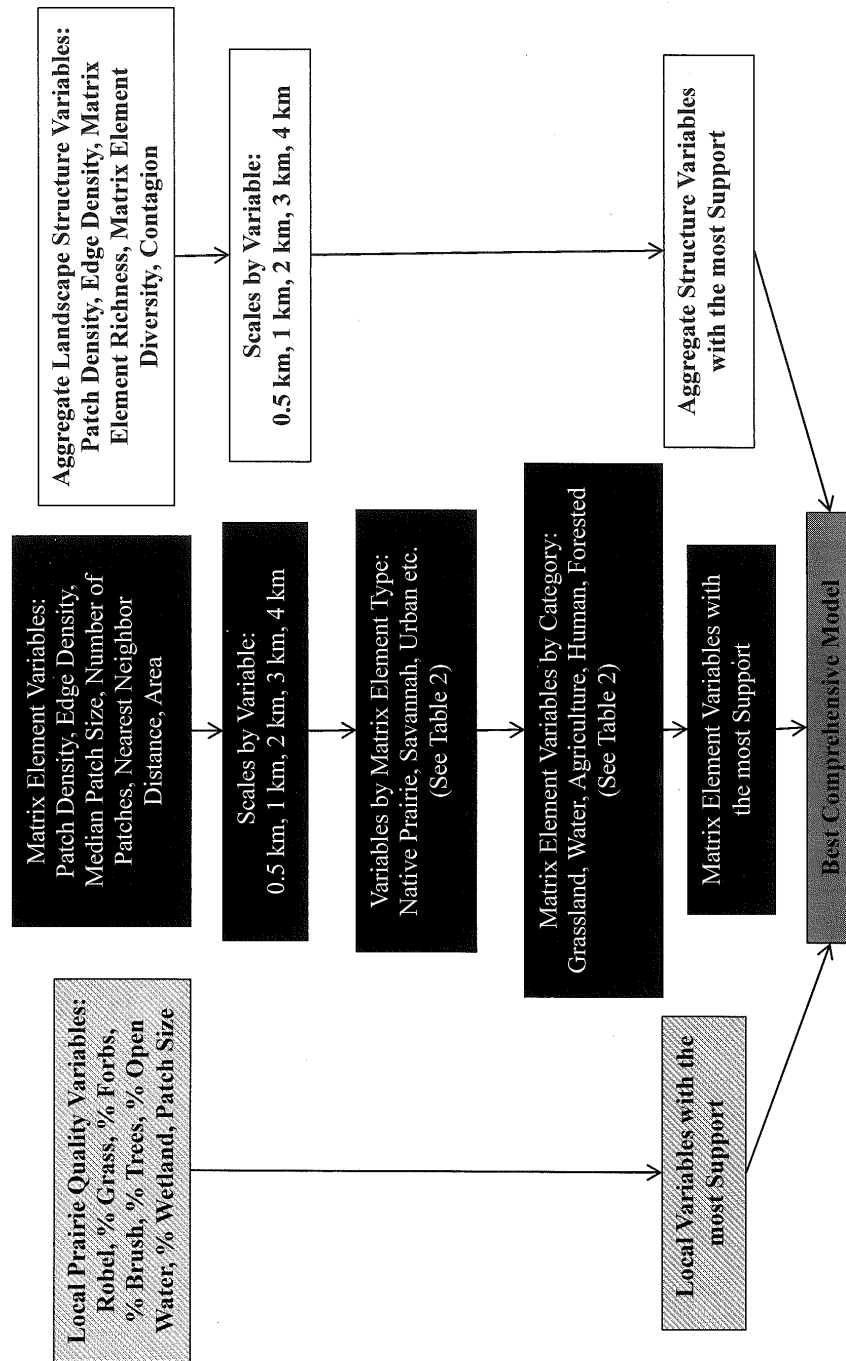 Local Prairie Quality Variables:
Robel, % Grass, % Forbs,
% Brush, % Trees, % Open
Water, % Wetland, Patch Size
Local Variables with the
most Support
Matrix Element Variables:
Patch Density, Edge Density,
Median Patch Size, Number of
Patches, Nearest Neighbor
Distance, Area
Scales by Variable:
0.5 km, 1 km, 2 km, 3 km, 4 km
Variables by Matrix Element Type:
Native Prairie, Savannah, Urban etc.
(See Table 2)
Matrix Element Variables by Category:
Grassland, Water, Agriculture, Human, Forested
(See Table 2)
Matrix Element Variables with
the most Support
Aggregate Landscape Structure Variables:
Patch Density, Edge Density, Matrix
Element Richness, Matrix Element
Diversity, Contagion
Scales by Variable:
0.5 km, 1 km, 2 km, 3 km, 4 km
Aggregate Structure Variables
with the most Support
Best Comprehensive Model